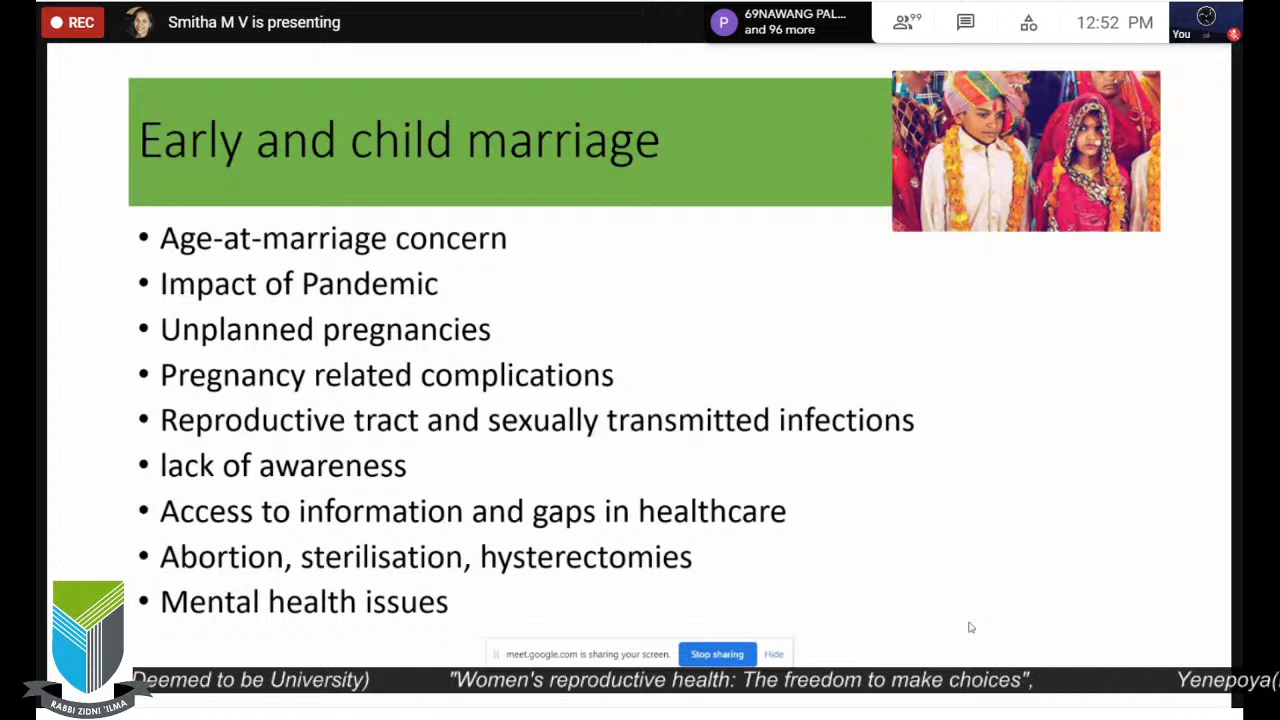 REC
Smitha M V is presenting
P
69NAWANG PAL...
and 96 more
99
12:52 PM
You
Early and child marriage
• Age-at-marriage concern
• Impact of Pandemic
• Unplanned pregnancies
• Pregnancy related complications
• Reproductive tract and sexually transmitted infections
• lack of awareness
• Access to information and gaps in healthcare
• Abortion, sterilisation, hysterectomies
• Mental health issues
meet.google.com is sharing your screen.
Stop sharing
Hide
Deemed to be University) "Women's reproductive health: The freedom to make choices", Yenepoya(
RABBI ZIDNI 'ILMA